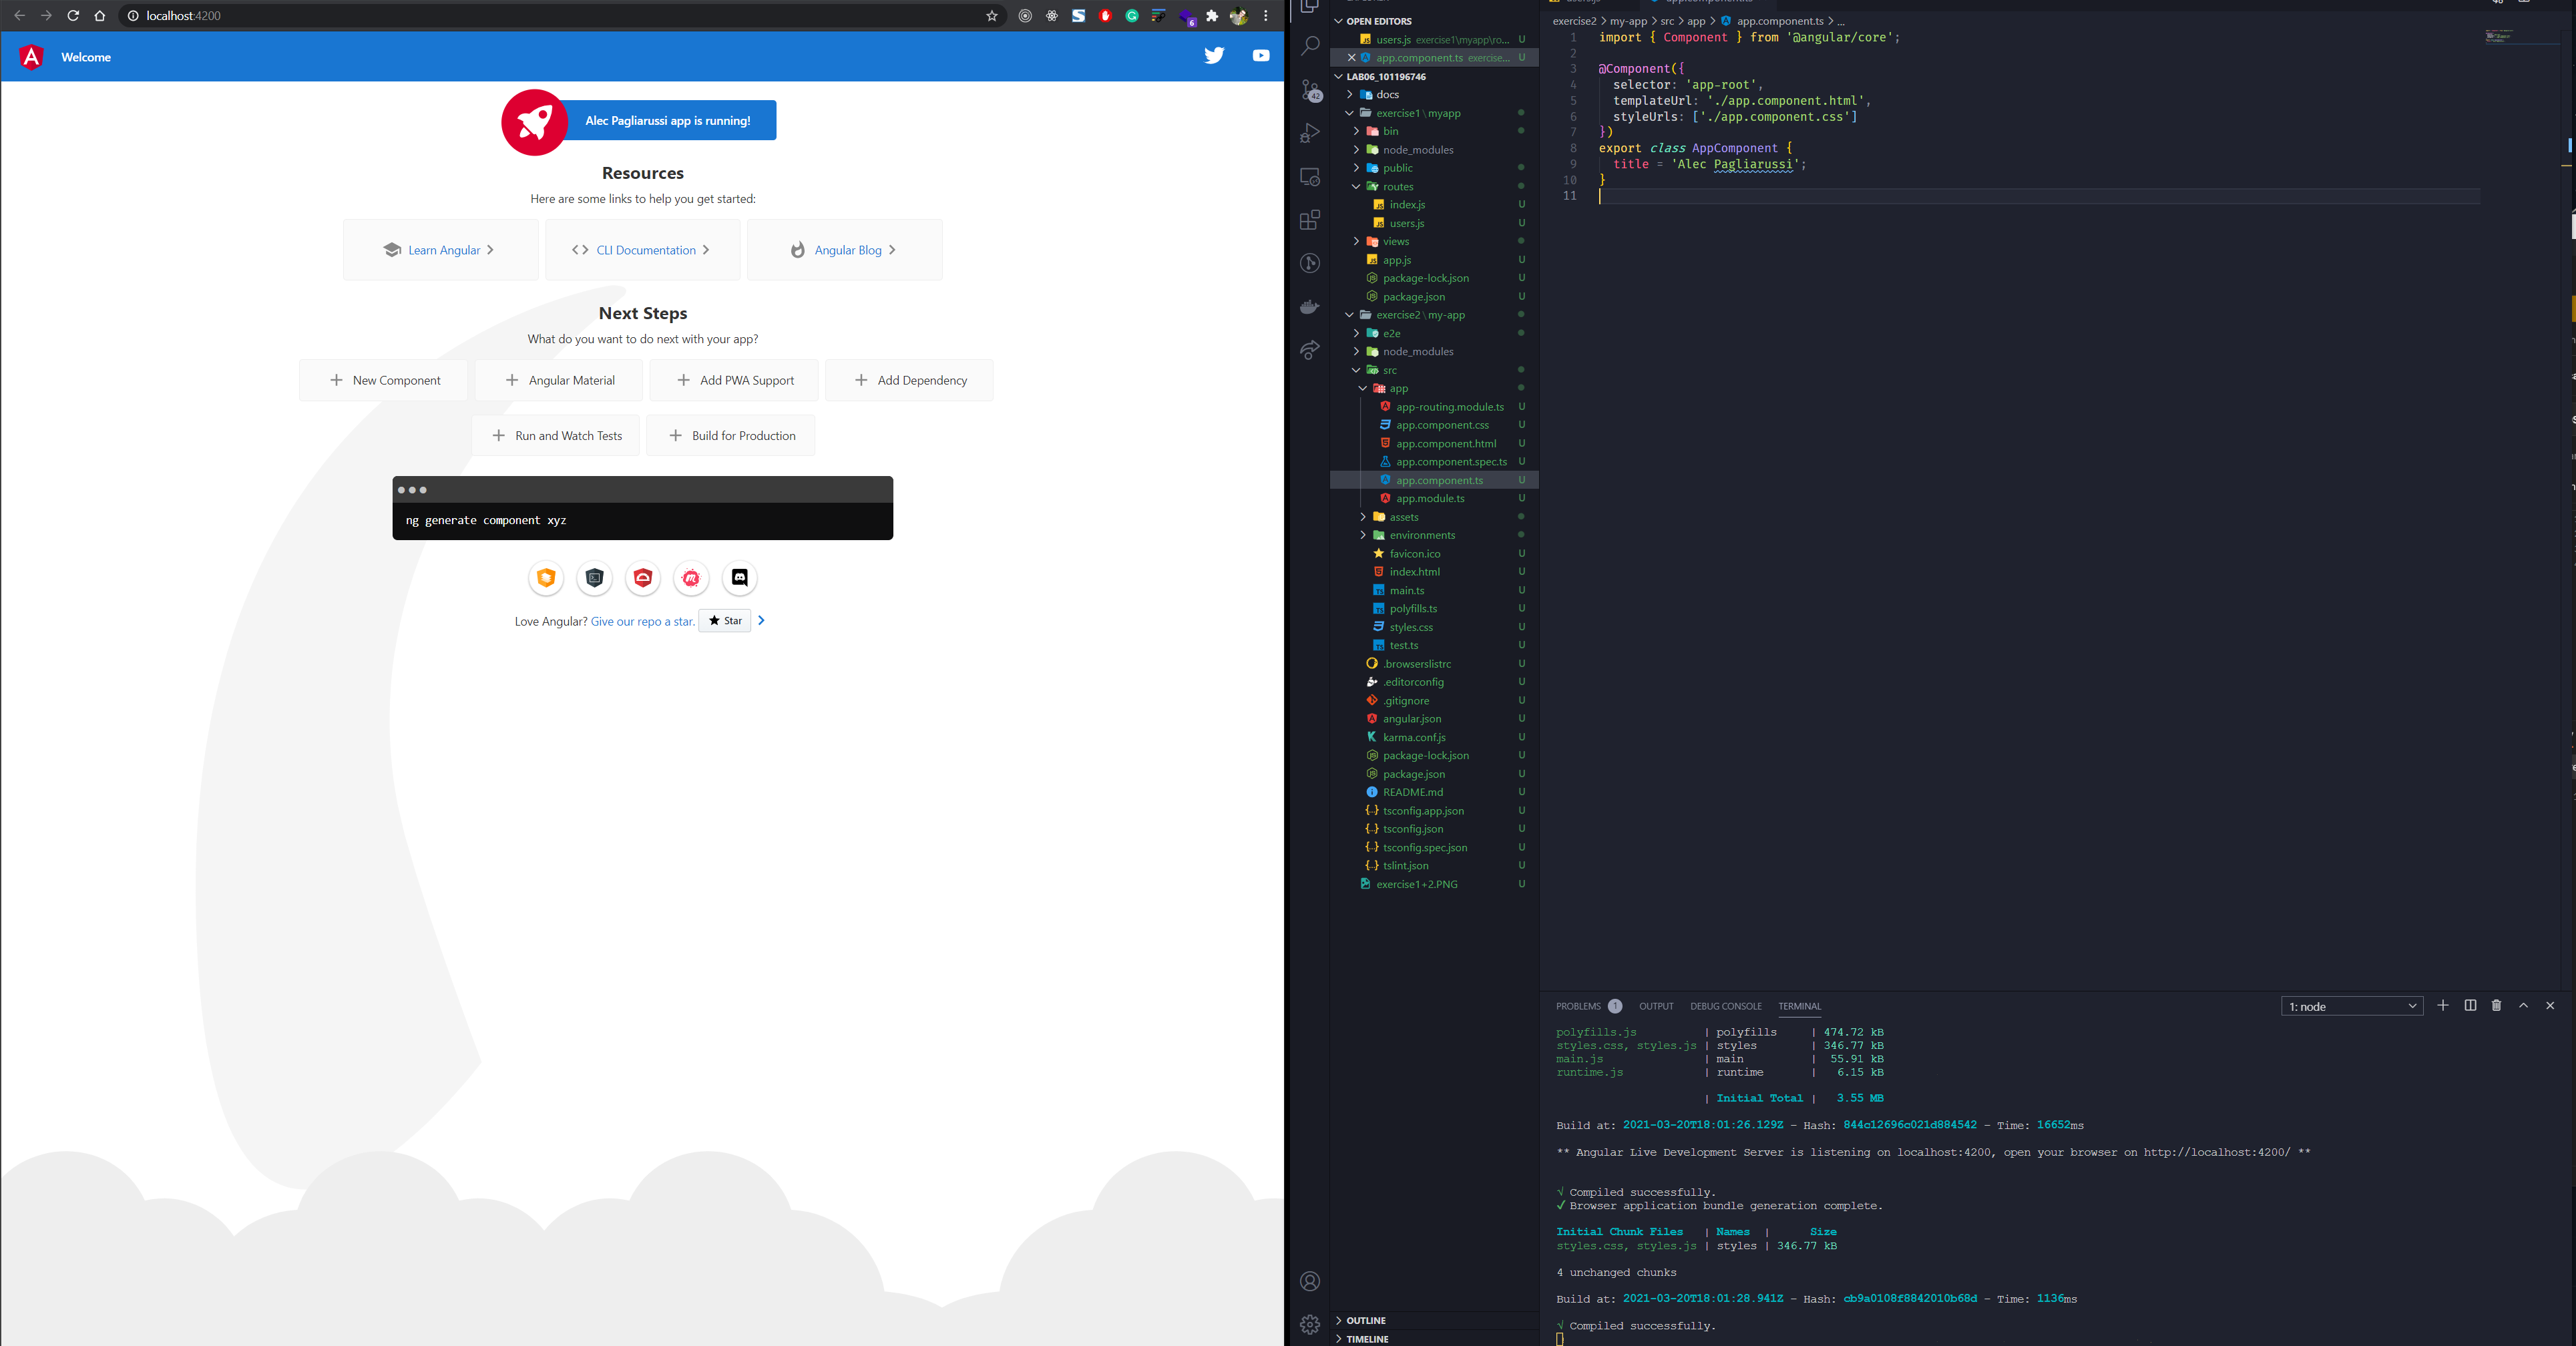 localhost:4200
6
Welcome
Alec Pagliarussi app is running!
Resources
Here are some links to help you get started:
Learn Angular
CLI Documentation
Angular Blog
Next Steps
What do you want to do next with your app?
New Component
Angular Material
Add PWA Support
Add Dependency
Run and Watch Tests
Build for Production
ng generate component xyz
Love Angular? Give our repo a star. Star
42
OPEN EDITORS
users.js exercise1\myapp\ro... U
app.component.ts exercise... U
LAB06_101196746
docs
exercise1\myapp
bin
node_modules
public
routes
index.js U
users.js U
views
app.js U
package-lock.json U
package.json U
exercise2\my-app
e2e
node_modules
src
app
app-routing.module.ts U
app.component.css U
app.component.html U
app.component.spec.ts U
app.component.ts U
app.module.ts U
assets
environments
favicon.ico U
index.html U
main.ts U
polyfills.ts U
styles.css U
test.ts U
.browserslistrc U
.editorconfig U
.gitignore U
angular.json U
karma.conf.js U
package-lock.json U
package.json U
README.md U
tsconfig.app.json U
tsconfig.json U
tsconfig.spec.json U
tslint.json U
exercise1+2.PNG U
OUTLINE
TIMELINE
exercise2 > my-app > src > app > app.component.ts > ...
1 import { Component } from '@angular/core';
2
3 @Component({
4 selector: 'app-root',
5 templateUrl: './app.component.html',
6 styleUrls: ['./app.component.css']
7 })
8 export class AppComponent {
9 title = 'Alec Pagliarussi';
10 }
11
PROBLEMS 1 OUTPUT DEBUG CONSOLE TERMINAL 1: node
polyfills.js | polyfills | 474.72 kB
styles.css, styles.js | styles | 346.77 kB
main.js | main | 55.91 kB
runtime.js | runtime | 6.15 kB
| Initial Total | 3.55 MB
Build at: 2021-03-20T18:01:26.129Z - Hash: 844c12696c021d884542 - Time: 16652ms
** Angular Live Development Server is listening on localhost:4200, open your browser on http://localhost:4200/ **
√ Compiled successfully.
✔ Browser application bundle generation complete.
Initial Chunk Files | Names | Size
styles.css, styles.js | styles | 346.77 kB
4 unchanged chunks
Build at: 2021-03-20T18:01:28.941Z - Hash: cb9a0108f8842010b68d - Time: 1136ms
√ Compiled successfully.